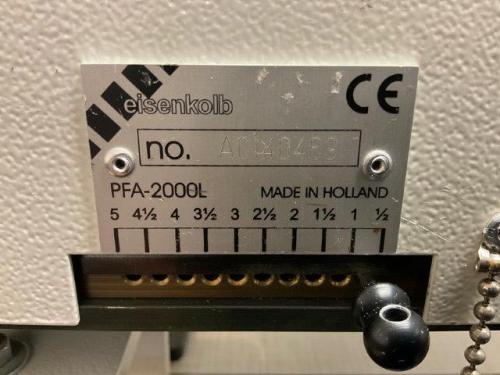 eisenkolb
CE
no.
PFA-2000L MADE IN HOLLAND
5 4½ 4 3½ 3 2½ 2 1½ 1 ½